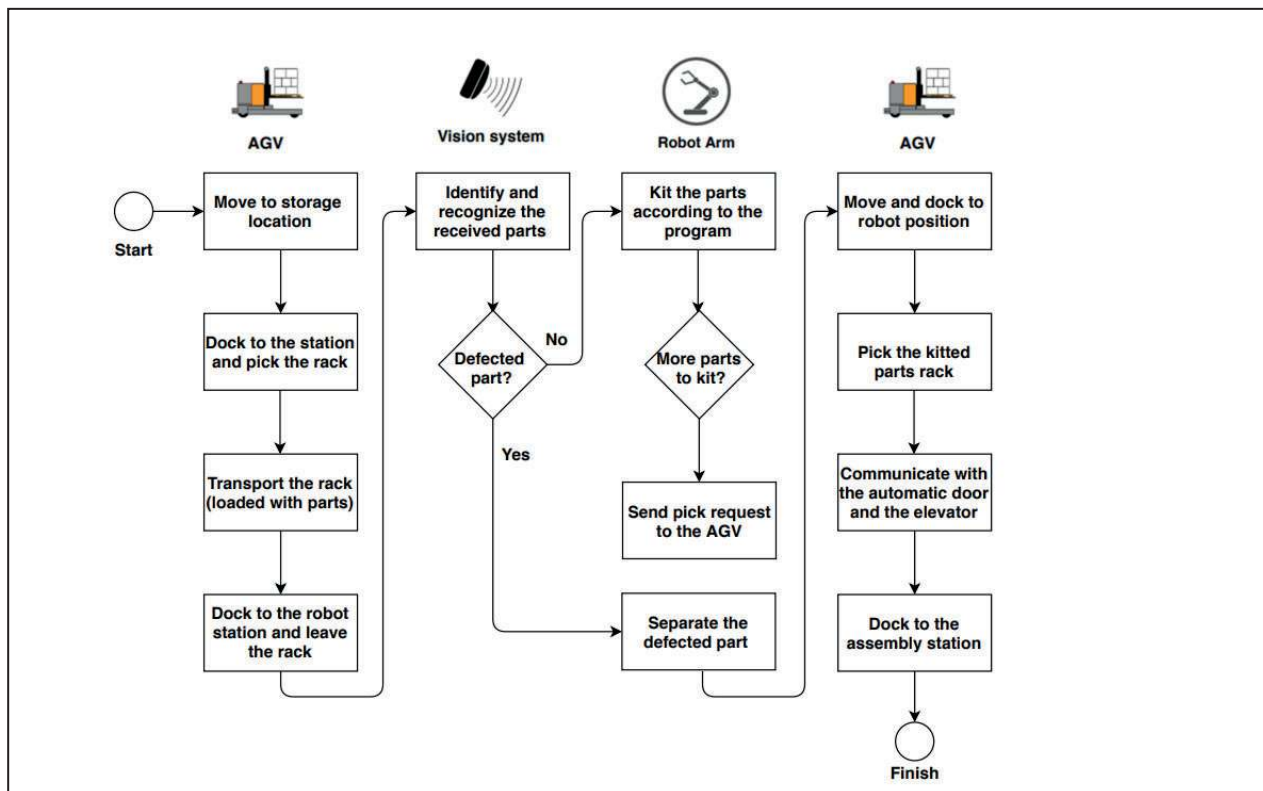 AGV
Vision system
Robot Arm
AGV
Start
Move to storage
location
Dock to the station
and pick the rack
Transport the rack
(loaded with parts)
Dock to the robot
station and leave
the rack
Identify and
recognize the
received parts
Defected
part?
No
Yes
Kit the parts
according to the
program
More parts
to kit?
Send pick request
to the AGV
Separate the
defected part
Move and dock to
robot position
Pick the kitted
parts rack
Communicate with
the automatic door
and the elevator
Dock to the
assembly station
Finish